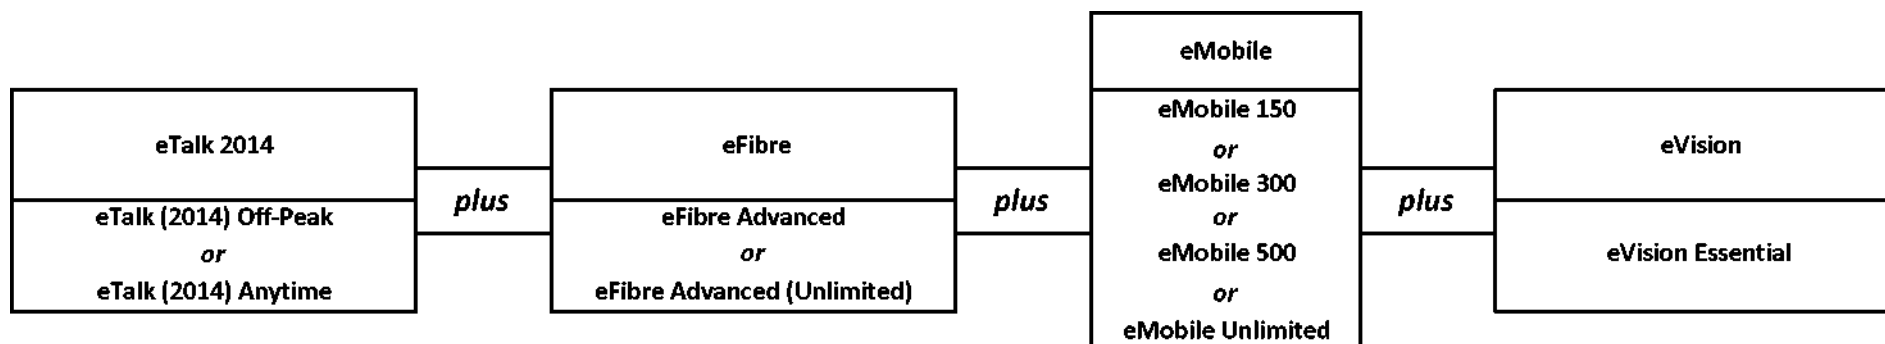 eTalk 2014
eTalk (2014) Off-Peak
or
eTalk (2014) Anytime
plus
eFibre
eFibre Advanced
or
eFibre Advanced (Unlimited)
plus
eMobile
eMobile 150
or
eMobile 300
or
eMobile 500
or
eMobile Unlimited
plus
eVision
eVision Essential